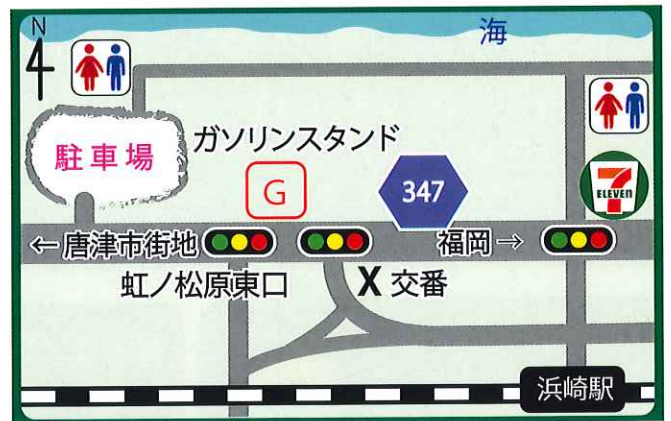 N
海
駐車場
ガソリンスタンド
G
347
7
ELEVEN
←唐津市街地
福岡→
虹ノ松原東口
X 交番
浜崎駅